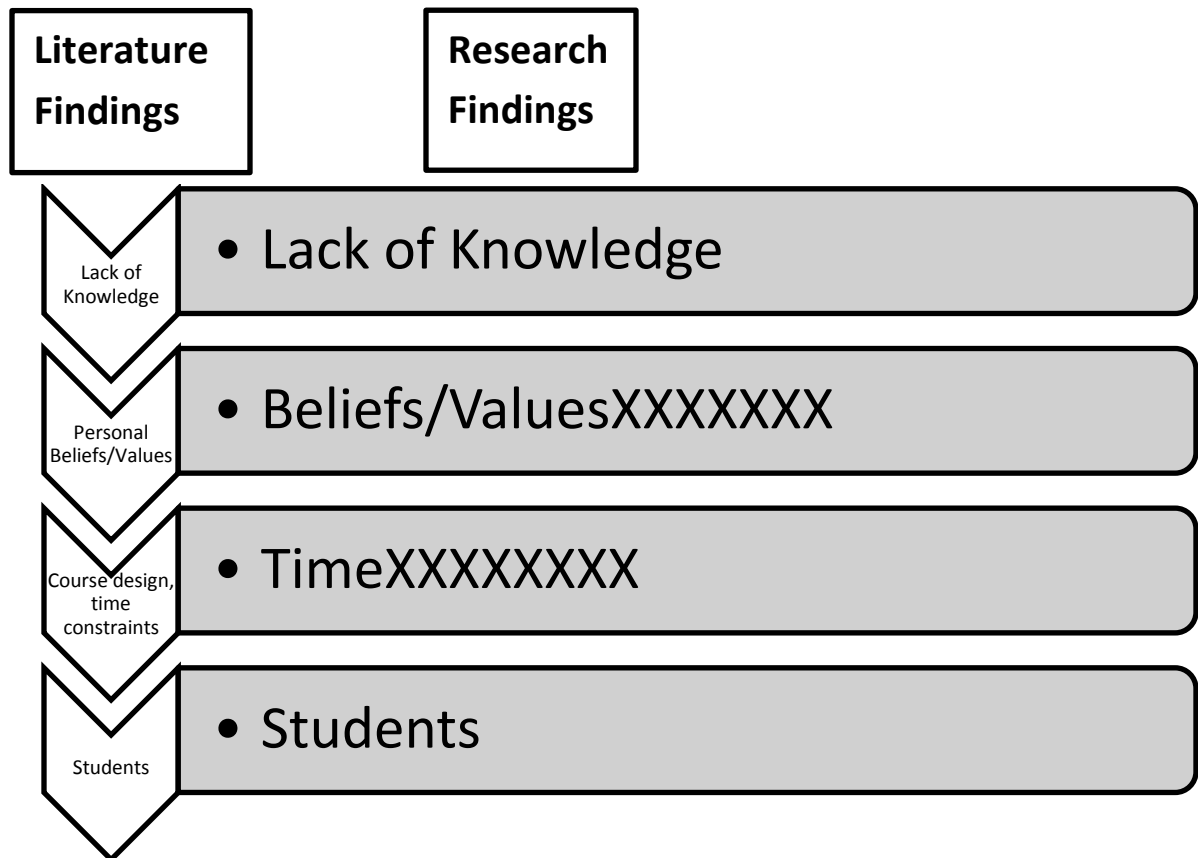 Literature
Findings
Research
Findings
Lack of
Knowledge
• Lack of Knowledge
Personal
Beliefs/Values
• Beliefs/ValuesXXXXXXX
Course design,
time
constraints
• TimeXXXXXXXX
Students
• Students